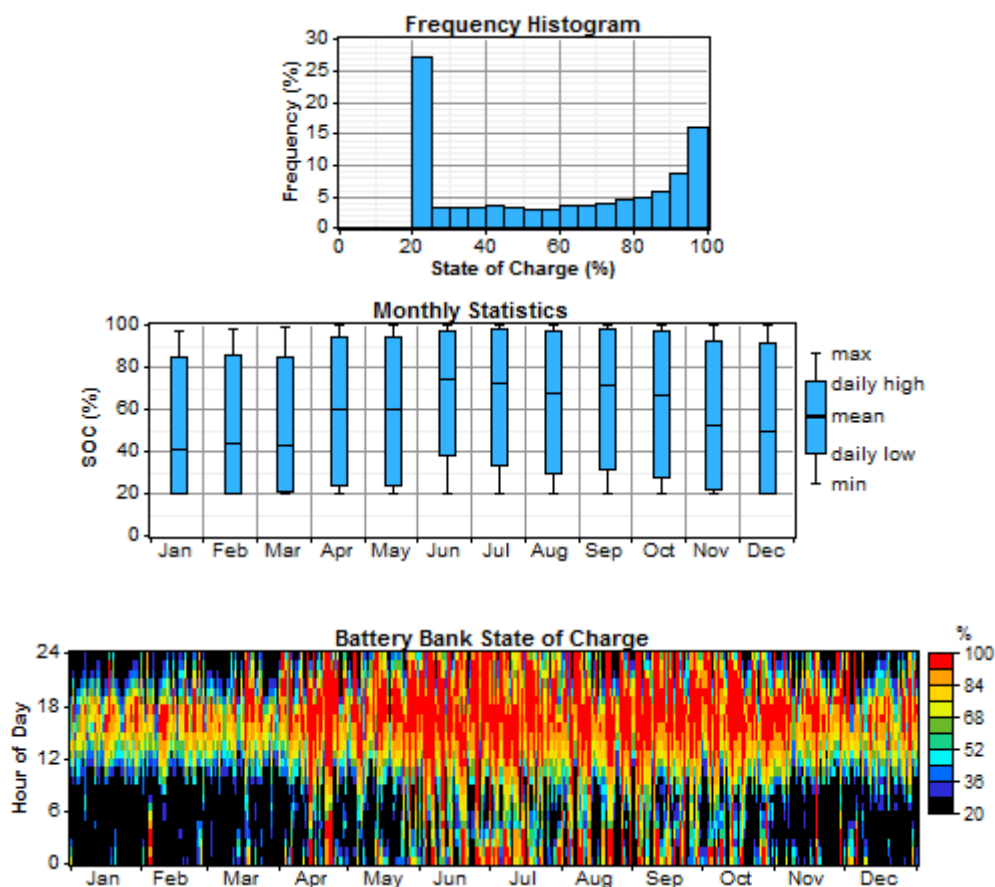 Frequency Histogram
30
25
20
15
10
5
0
Frequency (%)
0 20 40 60 80 100
State of Charge (%)
Monthly Statistics
100
80
60
40
20
0
SOC (%)
Jan Feb Mar Apr May Jun Jul Aug Sep Oct Nov Dec
max
daily high
mean
daily low
min
Battery Bank State of Charge
24
18
12
6
0
Hour of Day
Jan Feb Mar Apr May Jun Jul Aug Sep Oct Nov Dec
%
100
84
68
52
36
20